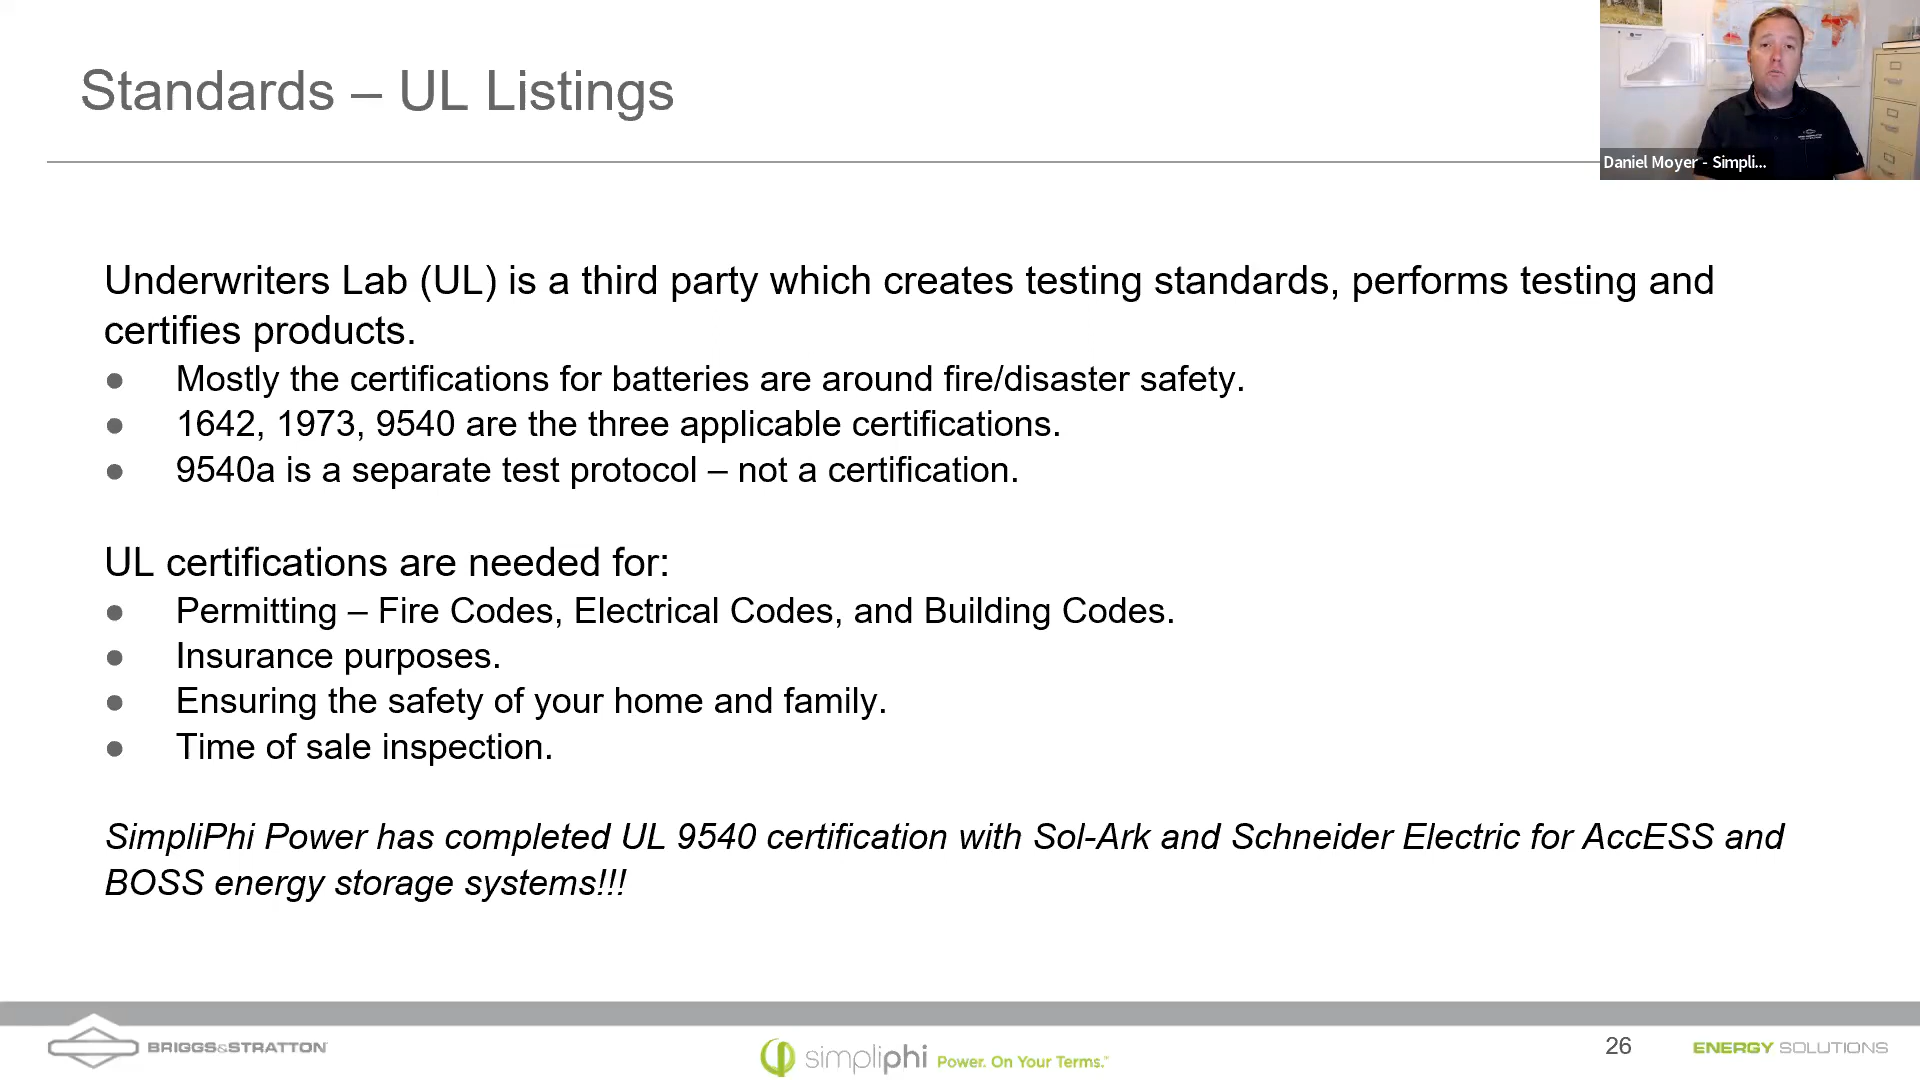 Standards – UL Listings
Daniel Moyer - Simpli...
Underwriters Lab (UL) is a third party which creates testing standards, performs testing and
certifies products.
● Mostly the certifications for batteries are around fire/disaster safety.
● 1642, 1973, 9540 are the three applicable certifications.
● 9540a is a separate test protocol – not a certification.
UL certifications are needed for:
● Permitting – Fire Codes, Electrical Codes, and Building Codes.
● Insurance purposes.
● Ensuring the safety of your home and family.
● Time of sale inspection.
SimpliPhi Power has completed UL 9540 certification with Sol-Ark and Schneider Electric for AccESS and
BOSS energy storage systems!!!
BRIGGS&STRATTON
simpliphi Power. On Your Terms.™
26
ENERGY SOLUTIONS